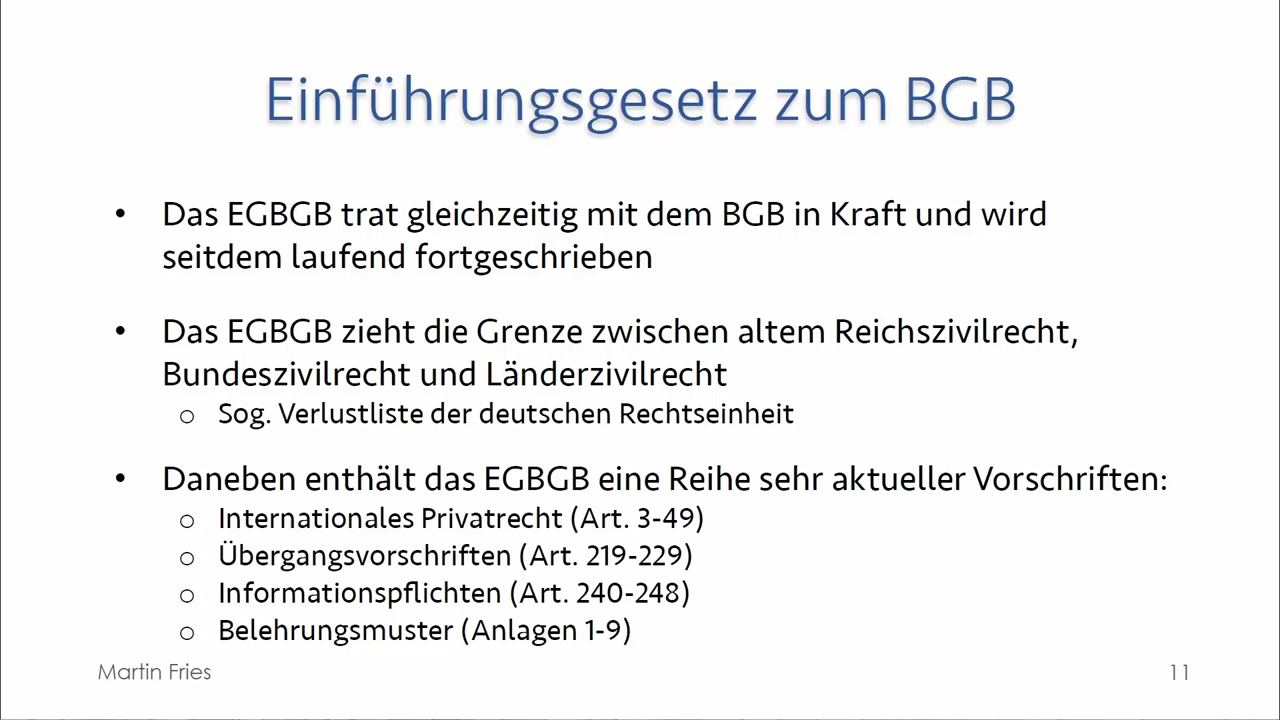 Einführungsgesetz zum BGB
• Das EGBGB trat gleichzeitig mit dem BGB in Kraft und wird
seitdem laufend fortgeschrieben
• Das EGBGB zieht die Grenze zwischen altem Reichszivilrecht,
Bundeszivilrecht und Länderzivilrecht
o Sog. Verlustliste der deutschen Rechtseinheit
• Daneben enthält das EGBGB eine Reihe sehr aktueller Vorschriften:
o Internationales Privatrecht (Art. 3-49)
o Übergangsvorschriften (Art. 219-229)
o Informationspflichten (Art. 240-248)
o Belehrungsmuster (Anlagen 1-9)
Martin Fries
11